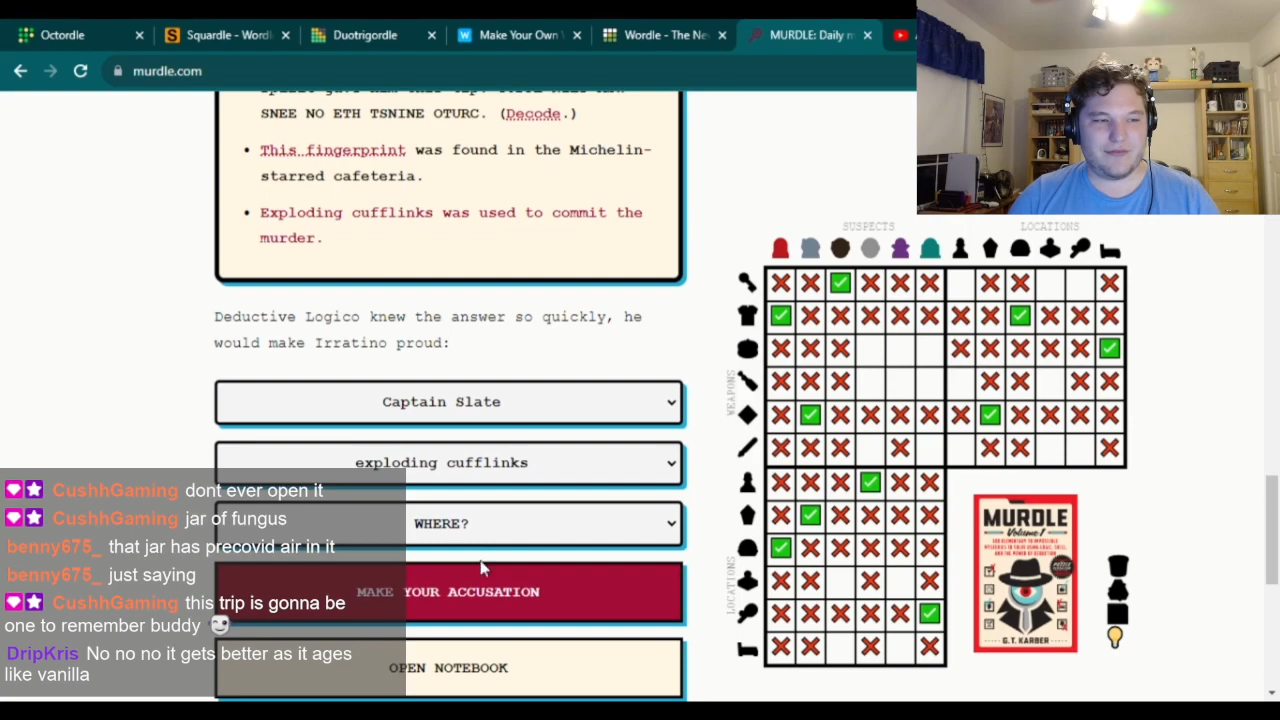 Octordle
Squardle - Wordl
Duotrigordle
Make Your Own
Wordle - The Ne
MURDLE: Daily m
murdle.com
SNEE NO ETH TSNINE OTURC. (Decode.)
• This fingerprint was found in the Michelin-
starred cafeteria.
• Exploding cufflinks was used to commit the
murder.
Deductive Logico knew the answer so quickly, he
would make Irratino proud:
Captain Slate
exploding cufflinks
WHERE?
MAKE YOUR ACCUSATION
OPEN NOTEBOOK
SUSPECTS
LOCATIONS
WEAPONS
LOCATIONS
MURDLE
Volume 1
G.T. KARBER
CushhGaming dont ever open it
CushhGaming jar of fungus
benny675_ that jar has precovid air in it
benny675_ just saying
CushhGaming this trip is gonna be
one to remember buddy
DripKris No no no it gets better as it ages
like vanilla